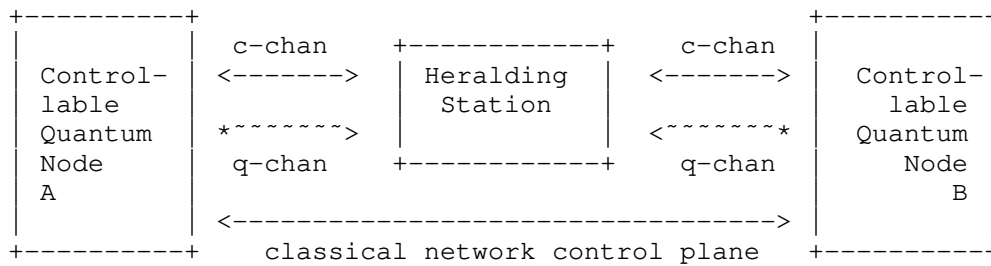 c-chan c-chan
Control- Heralding Control-
lable Station lable
Quantum Quantum
Node q-chan q-chan Node
A B
classical network control plane